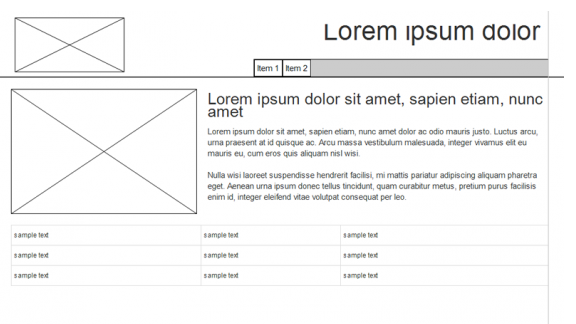 Lorem ipsum dolor
Item 1 Item 2
Lorem ipsum dolor sit amet, sapien etiam, nunc
amet
Lorem ipsum dolor sit amet, sapien etiam, nunc amet dolor ac odio mauris justo. Luctus arcu,
urna praesent at id quisque ac. Arcu massa vestibulum malesuada, integer vivamus elit eu
mauris eu, cum eros quis aliquam nisl wisi.
Nulla wisi laoreet suspendisse hendrerit facilisi, mi mattis pariatur adipiscing aliquam pharetra
eget. Aenean urna ipsum donec tellus tincidunt, quam curabitur metus, pretium purus facilisis
enim id, integer eleifend vitae volutpat consequat per leo.
sample text sample text sample text
sample text sample text sample text
sample text sample text sample text